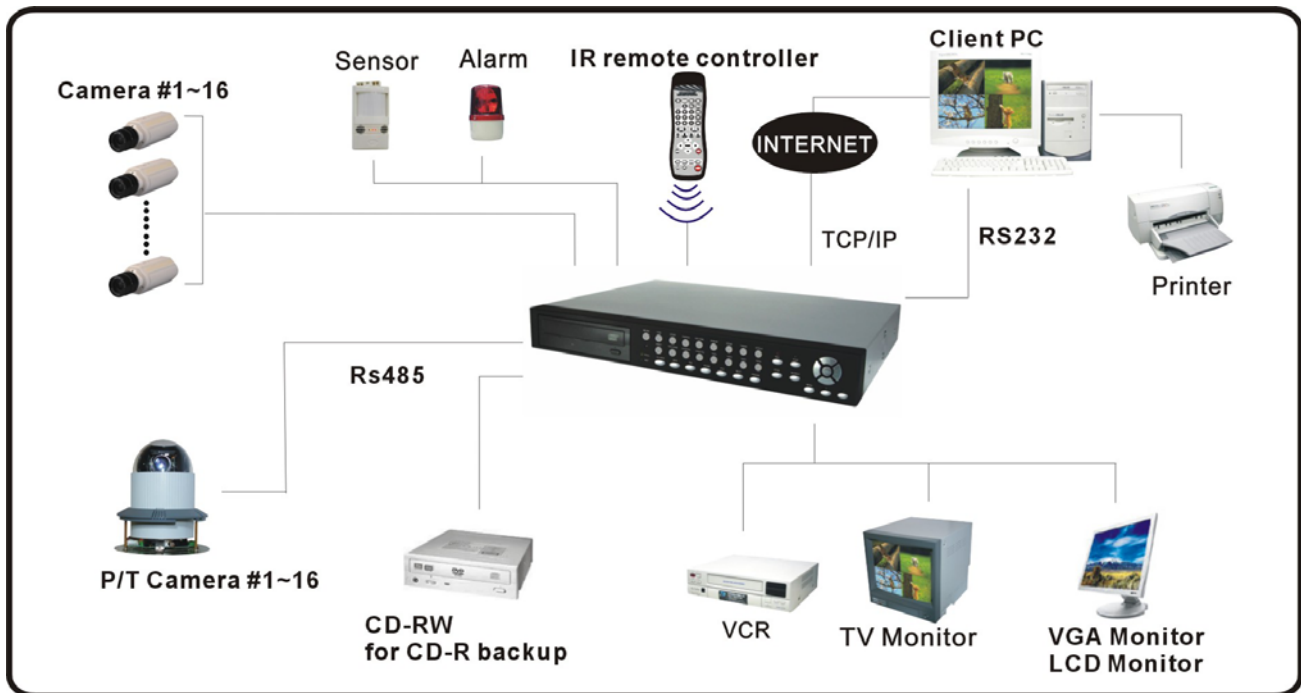 Camera #1~16
Sensor
Alarm
IR remote controller
Client PC
INTERNET
TCP/IP
RS232
Printer
Rs485
P/T Camera #1~16
CD-RW
for CD-R backup
VCR
TV Monitor
VGA Monitor
LCD Monitor